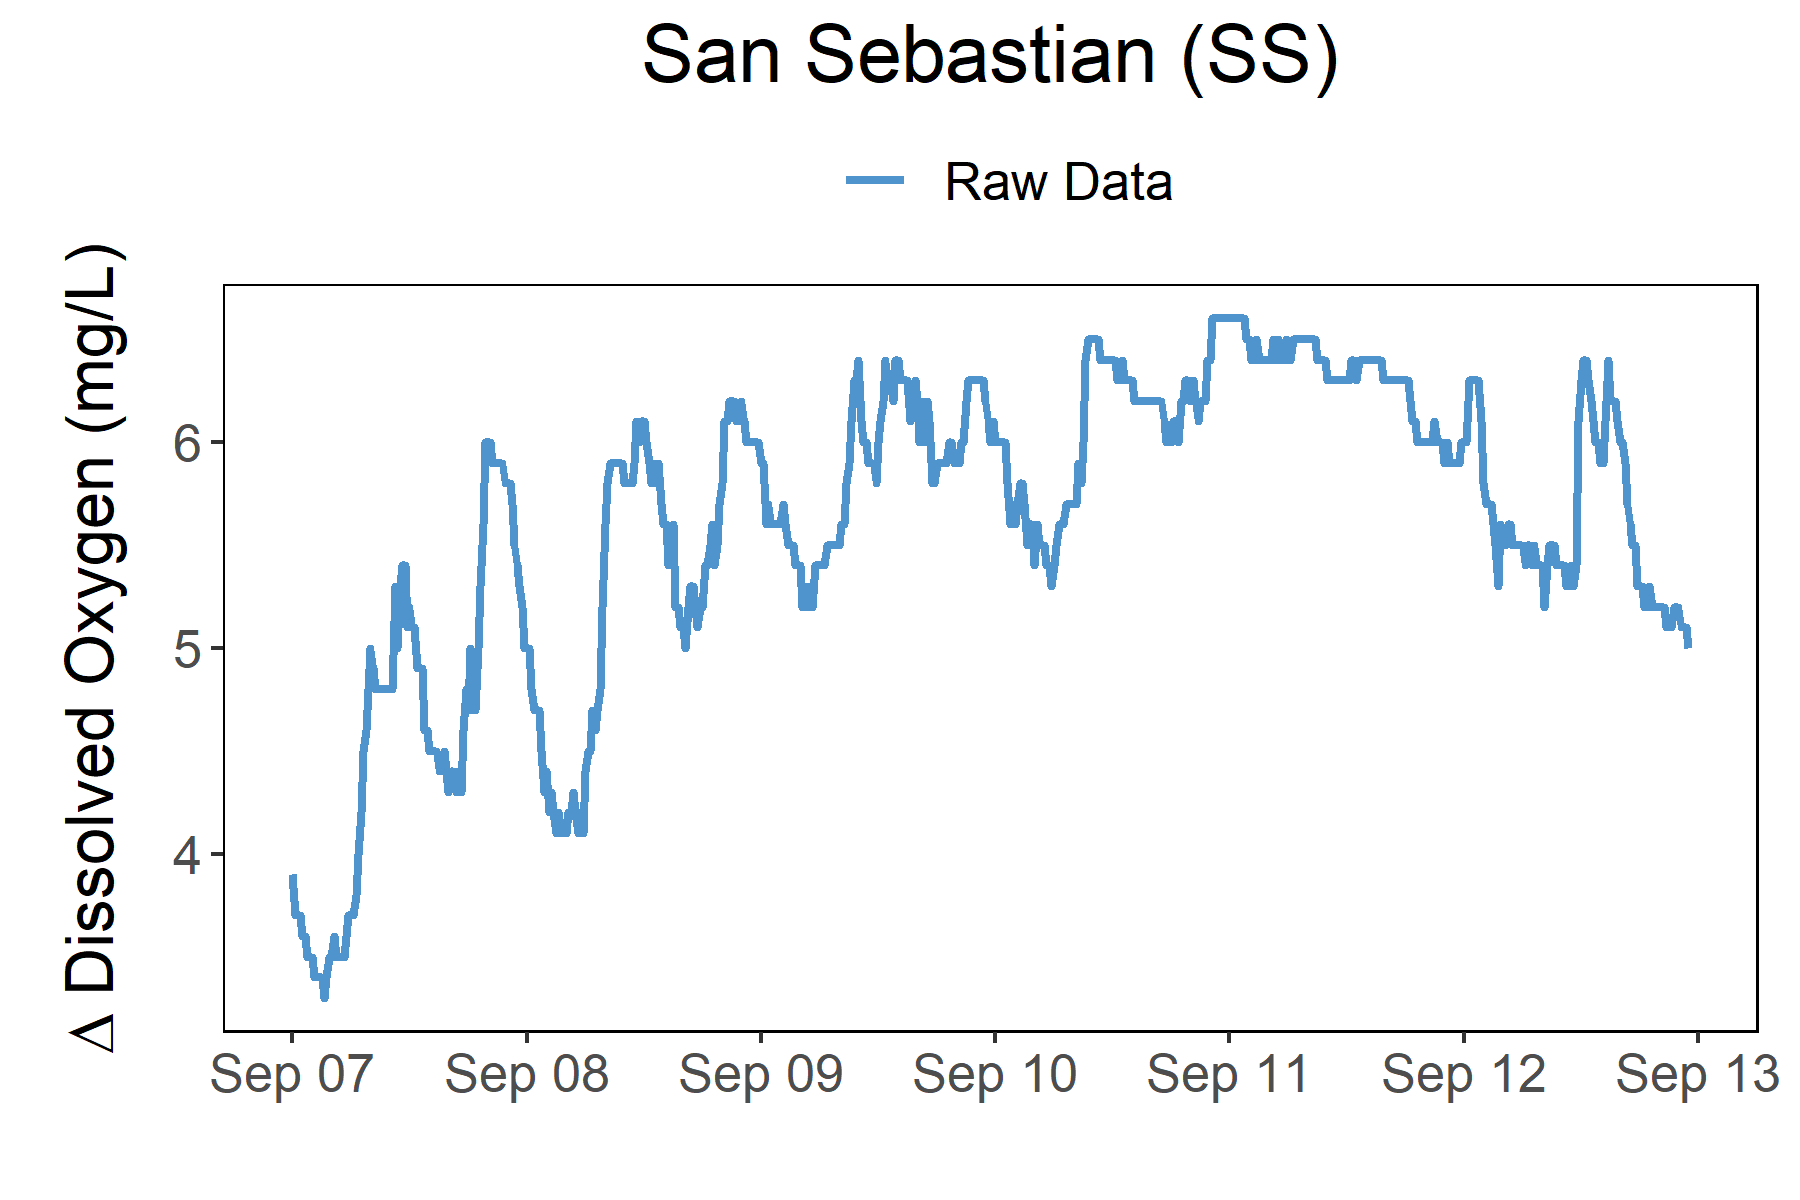 San Sebastian (SS)
Raw Data
Δ Dissolved Oxygen (mg/L)
6
5
4
Sep 07 Sep 08 Sep 09 Sep 10 Sep 11 Sep 12 Sep 13